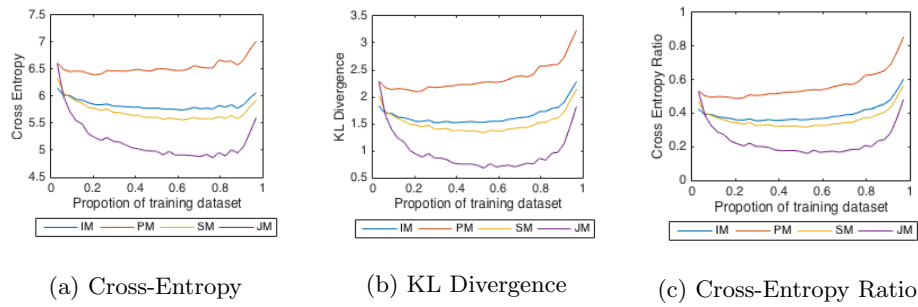 7.5
7
6.5
6
5.5
5
4.5
Cross Entropy
0 0.2 0.4 0.6 0.8 1
Propotion of training dataset
IM PM SM JM
(a) Cross-Entropy
3.5
3
2.5
2
1.5
1
0.5
KL Divergence
0 0.2 0.4 0.6 0.8 1
Propotion of training dataset
IM PM SM JM
(b) KL Divergence
1
0.8
0.6
0.4
0.2
0
Cross Entropy Ratio
0 0.2 0.4 0.6 0.8 1
Propotion of training dataset
IM PM SM JM
(c) Cross-Entropy Ratio